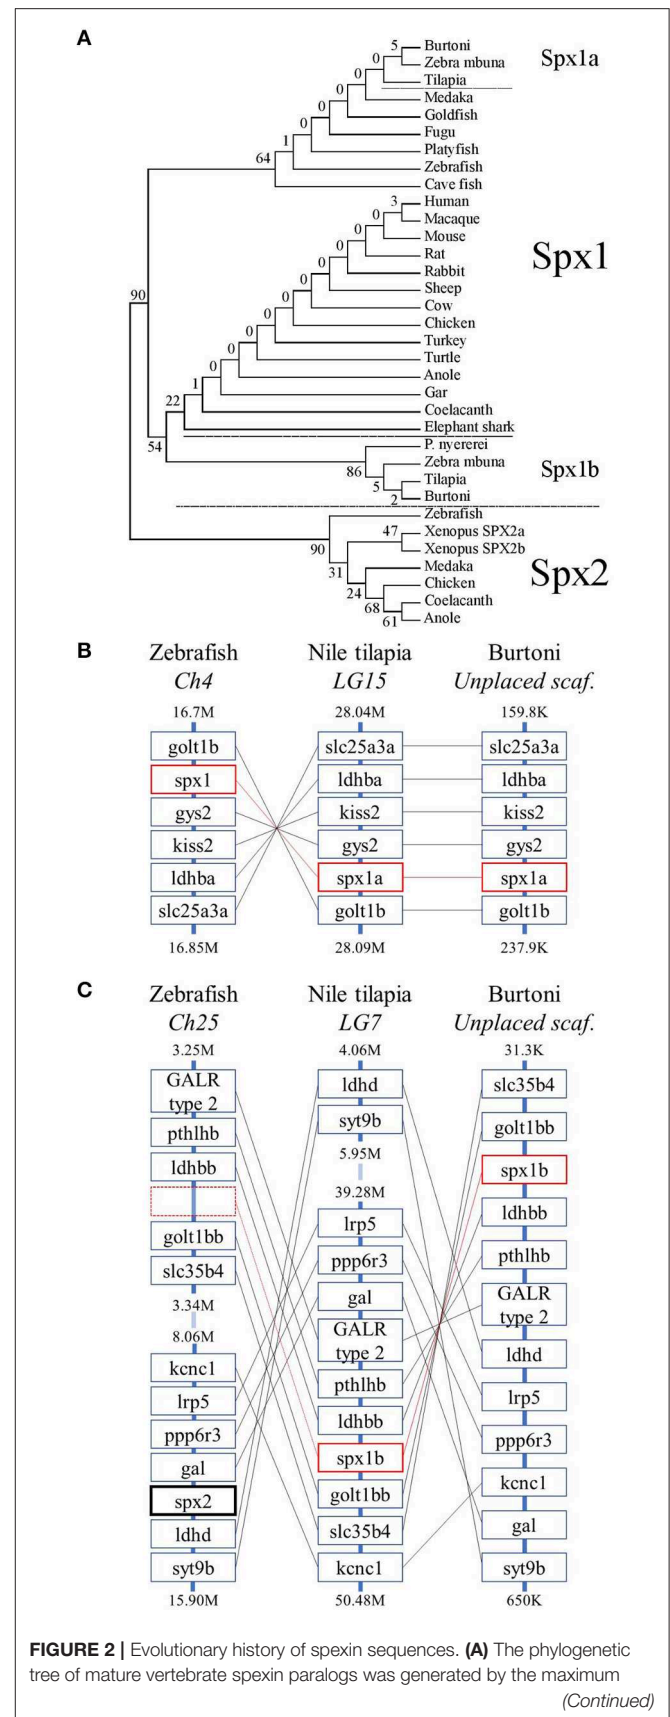 A
5 Burtoni
Zebra mbuna
Spx1a
0
Tilapia
0
Medaka
0
Goldfish
0
Fugu
0
Platyfish
1
Zebrafish
64
Cave fish
3 Human
Macaque
0
Mouse
0
Rat
0
Rabbit
Spx1
0
Sheep
0
Cow
0
Chicken
0
Turkey
0
Turtle
0
Anole
0
Gar
1
Coelacanth
22
Elephant shark
90
54
P. nyererei
86
Zebra mbuna
Spx1b
5
Tilapia
2
Burtoni
Zebrafish
90
47 Xenopus SPX2a
Xenopus SPX2b
31
Medaka
Spx2
24
Chicken
68
Coelacanth
61
Anole
B
Zebrafish Nile tilapia Burtoni
Ch4 LG15 Unplaced scaf.
16.7M 28.04M 159.8K
golt1b slc25a3a slc25a3a
spx1 ldhba ldhba
gys2 kiss2 kiss2
kiss2 gys2 gys2
ldhba spx1a spx1a
slc25a3a golt1b golt1b
16.85M 28.09M 237.9K
C
Zebrafish Nile tilapia Burtoni
Ch25 LG7 Unplaced scaf.
3.25M 4.06M 31.3K
GALR
type 2
pthlhb
ldhbb
golt1bb
slc35b4
3.34M
8.06M
kcnc1
lrp5
ppp6r3
gal
spx2
ldhd
syt9b
15.90M
ldhd
syt9b
5.95M
39.28M
lrp5
ppp6r3
gal
GALR
type 2
pthlhb
ldhbb
spx1b
golt1bb
slc35b4
kcnc1
50.48M
slc35b4
golt1bb
spx1b
ldhbb
pthlhb
GALR
type 2
ldhd
lrp5
ppp6r3
kcnc1
gal
syt9b
650K
FIGURE 2 | Evolutionary history of spexin sequences. (A) The phylogenetic
tree of mature vertebrate spexin paralogs was generated by the maximum
(Continued)